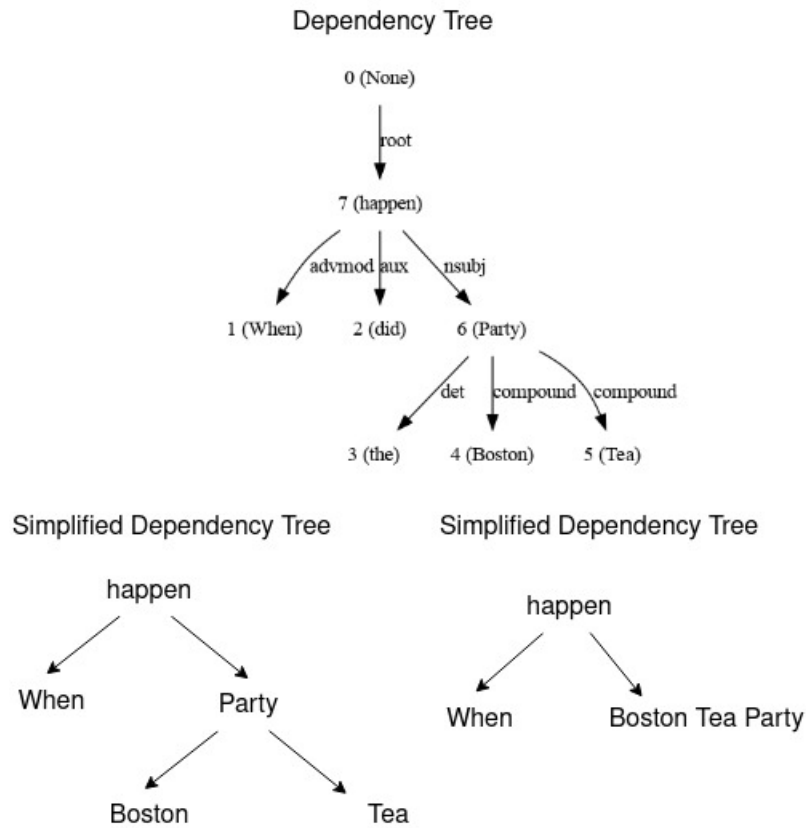 Dependency Tree
0 (None)
root
7 (happen)
advmod aux nsubj
1 (When) 2 (did) 6 (Party)
det compound compound
3 (the) 4 (Boston) 5 (Tea)
Simplified Dependency Tree Simplified Dependency Tree
happen happen
When Party When Boston Tea Party
Boston Tea